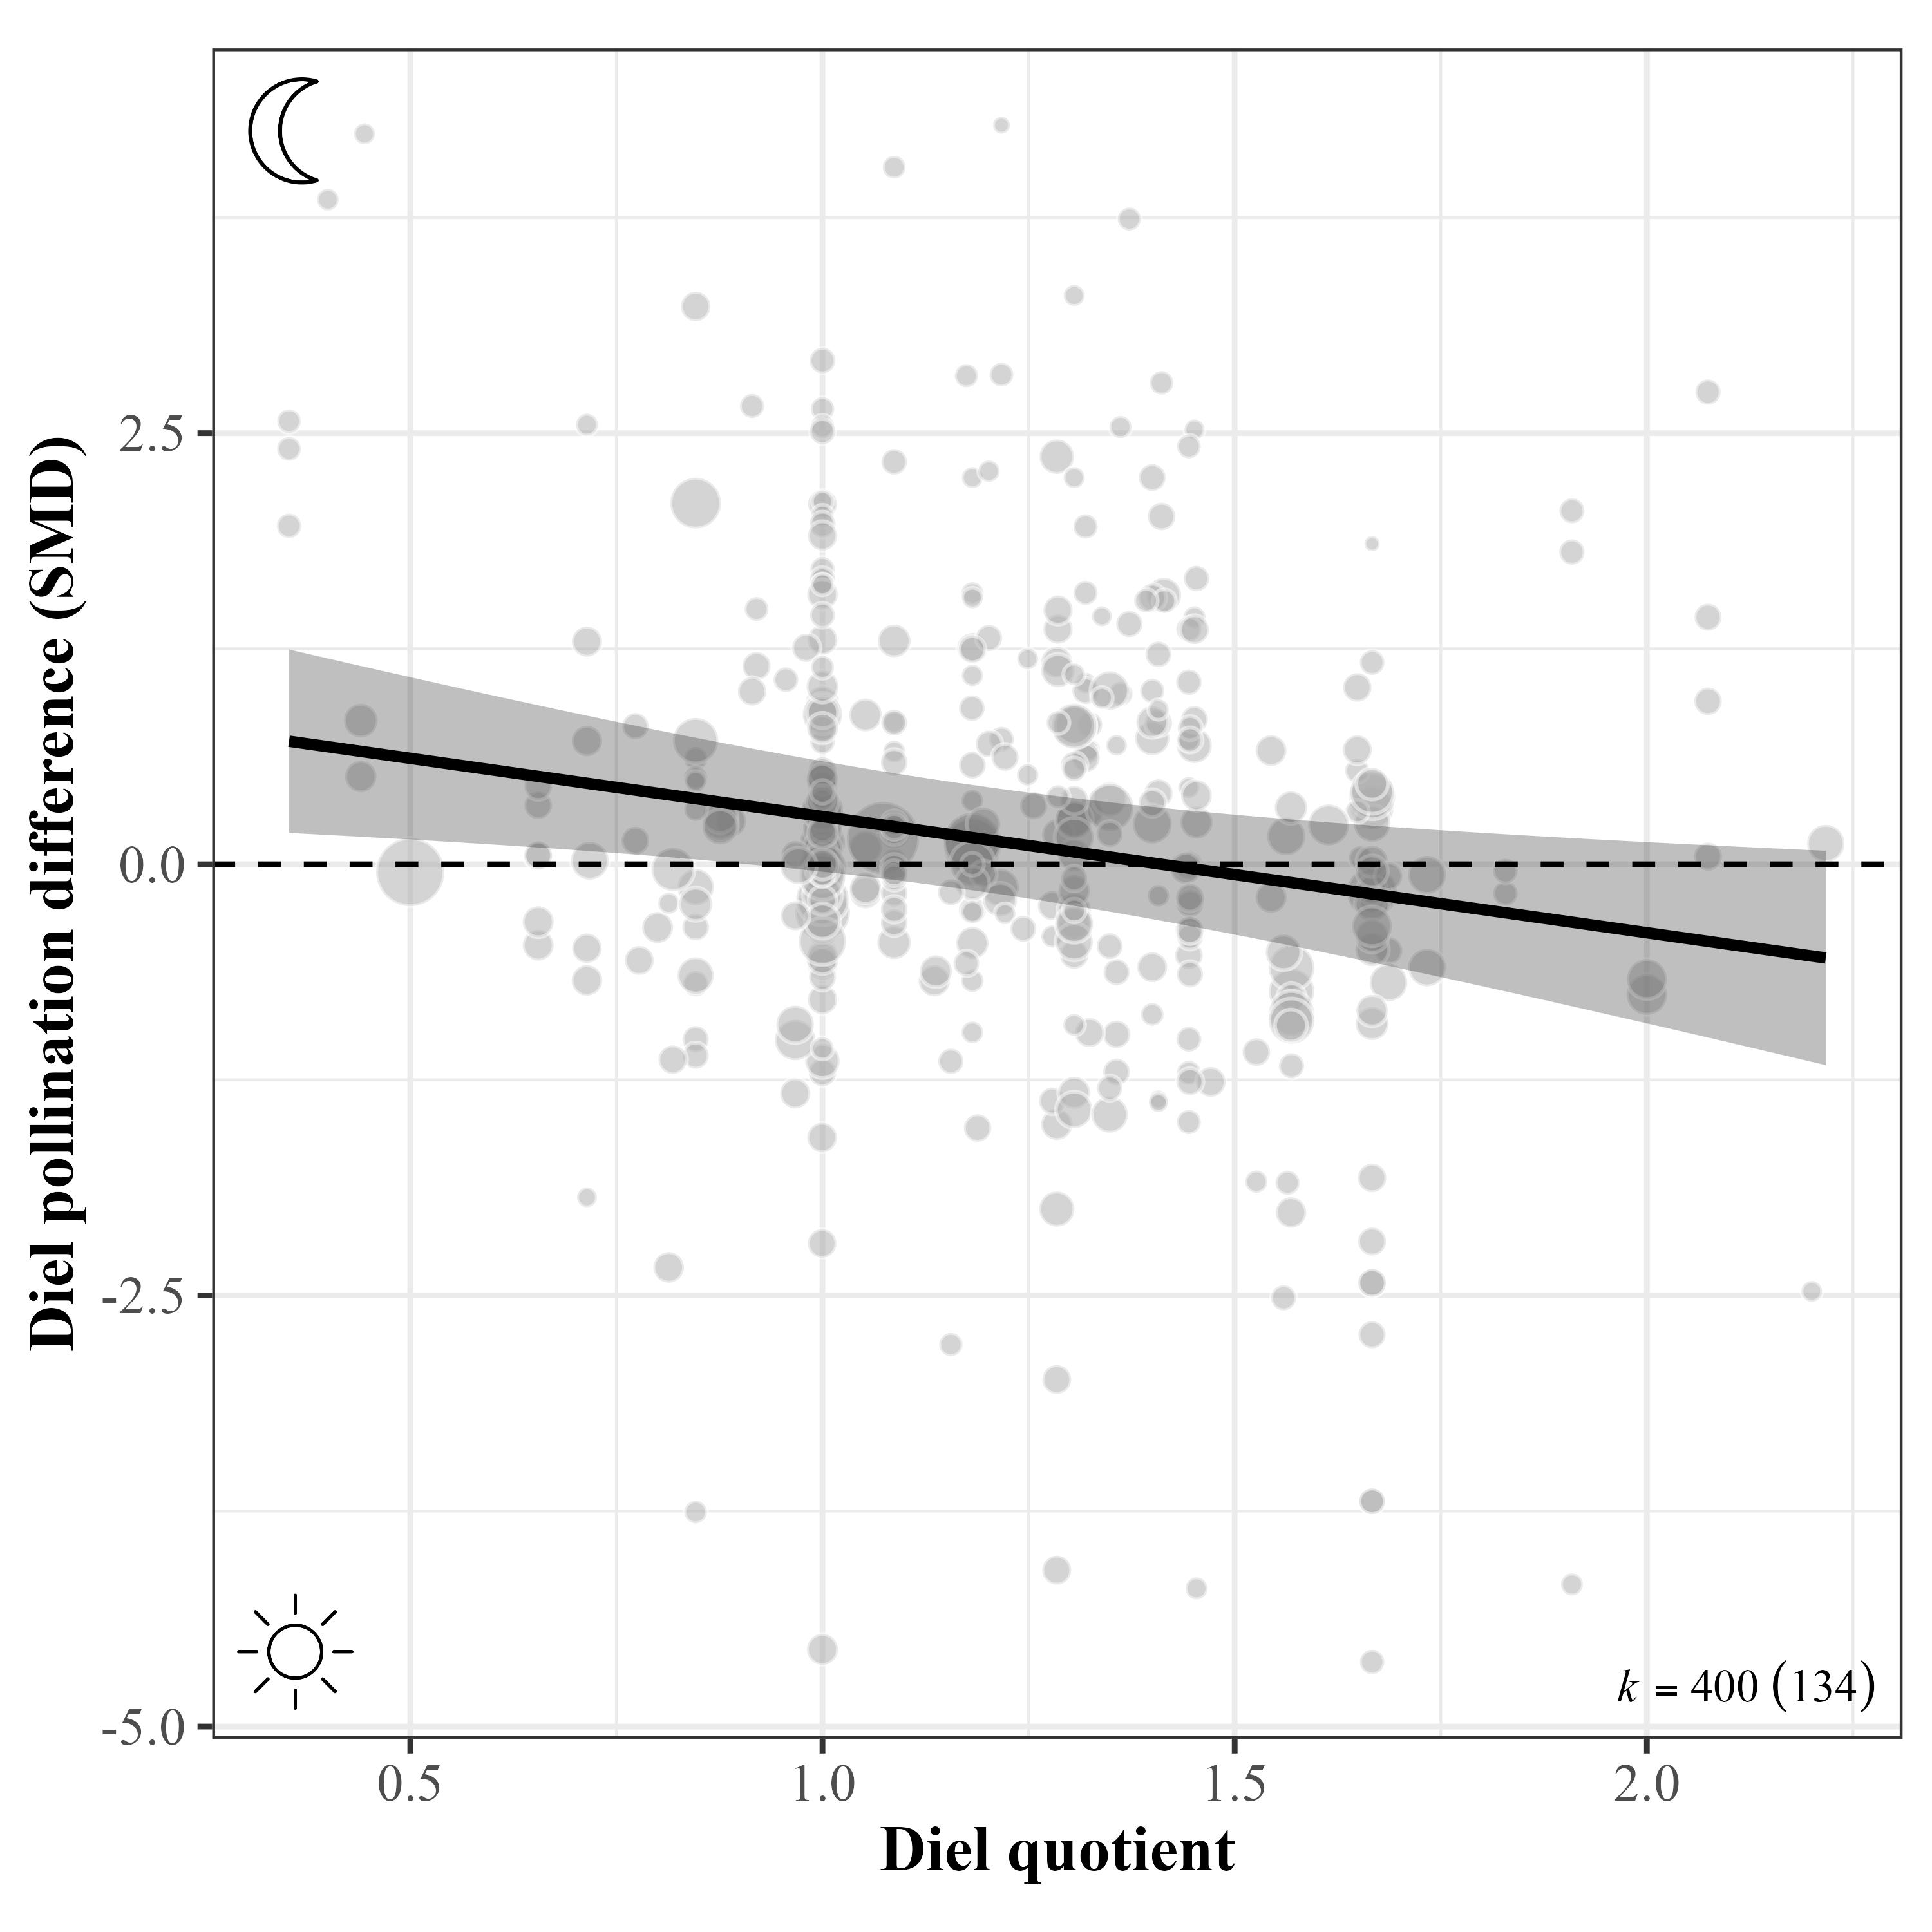 Diel pollination difference (SMD)
2.5
0.0
-2.5
-5.0
k = 400 (134)
0.5 1.0 1.5 2.0
Diel quotient